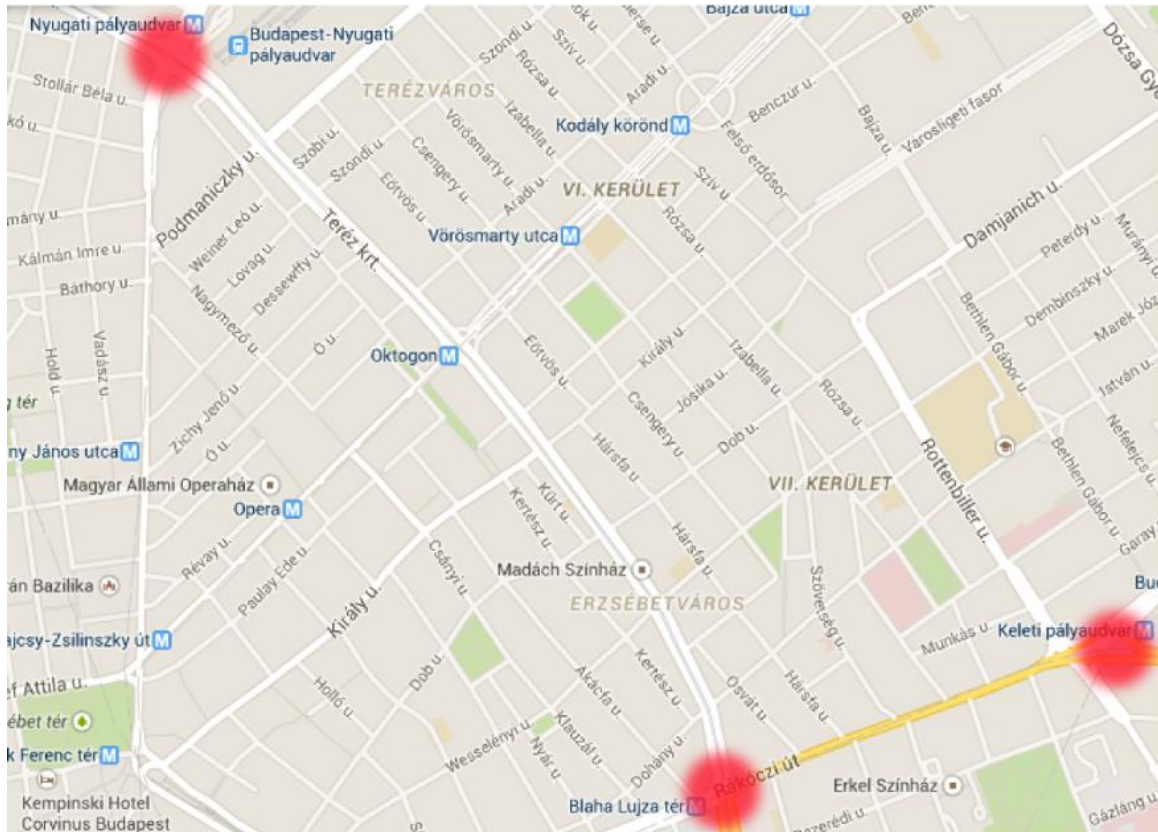 Nyugati pályaudvar M
Budapest-Nyugati
pályaudvar
Bajza utca M
Stollár Béla u.
TERÉZVÁROS
Szondi u.
Szív u.
Rózsa u.
Aradi u.
Benczúr u.
Bajza u.
Városligeti fasor
Izabella u.
Vörösmarty u.
Csengery u.
Kodály körönd M
Felső erdősor
Szobi u.
Szondi u.
Eötvös u.
Aradi u.
VI. KERÜLET
Szív u.
Rózsa u.
Damjanich u.
Peterdy u.
Murányi u.
Podmaniczky u.
Weiner Leó u.
Teréz krt.
Vörösmarty utca M
Kálmán Imre u.
Lovag u.
Báthory u.
Dessewffy u.
Nagymező u.
Bethlen Gábor u.
Dembinszky u.
Marek Józ
Hold u.
Vadász u.
Ó u.
Oktogon M
Eötvös u.
Király u.
Izabella u.
Rózsa u.
István u.
Csengery u.
Jósika u.
Dob u.
Zichy Jenő u.
Ó u.
g tér
ny János utca M
Hársfa u.
Rottenbiller u.
Bethlen Gábor u.
Nefelejcs u.
Magyar Állami Operaház
Opera M
VII. KERÜLET
Kertész u.
Kürt u.
Hársfa u.
Garay u.
Révay u.
Paulay Ede u.
Csányi u.
Madách Színház
án Bazilika
ERZSÉBETVÁROS
Szövetség u.
Király u.
Munkás u.
Keleti pályaudvar M
Bu
ajcsy-Zsilinszky út M
ef Attila u.
Dob u.
Holló u.
Akácfa u.
Kertész u.
Osvát u.
Hársfa u.
ébet tér
k Ferenc tér M
Wesselényi u.
Nyár u.
Klauzál u.
Dohány u.
Rákóczi út
Blaha Lujza tér M
Erkel Színház
Kempinski Hotel
Corvinus Budapest